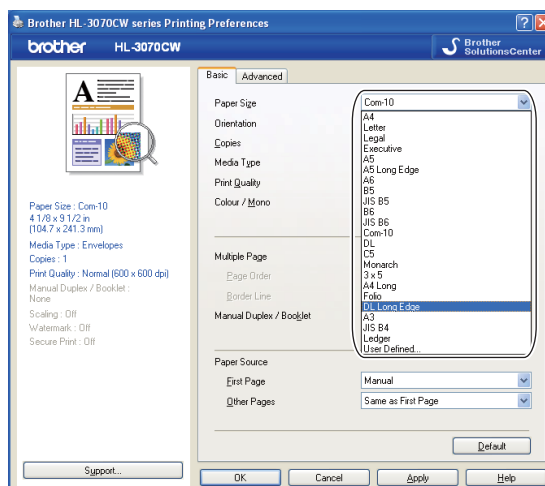 Brother HL-3070CW series Printing Preferences
brother HL-3070CW
Brother
SolutionsCenter
Basic Advanced
Paper Size Com-10
Orientation
Copies
Media Type
Print Quality
Colour / Mono
Multiple Page
Page Order
Border Line
Manual Duplex / Booklet
A4
Letter
Legal
Executive
A5
A5 Long Edge
A6
B5
JIS B5
B6
JIS B6
Com-10
DL
C5
Monarch
3 x 5
A4 Long
Folio
DL Long Edge
A3
JIS B4
Ledger
User Defined...
Paper Source
First Page Manual
Other Pages Same as First Page
Default
A
Paper Size : Com-10
4 1/8 x 9 1/2 in
(104.7 x 241.3 mm)
Media Type : Envelopes
Copies : 1
Print Quality : Normal (600 x 600 dpi)
Manual Duplex / Booklet :
None
Scaling : Off
Watermark : Off
Secure Print : Off
Support...
OK Cancel Apply Help